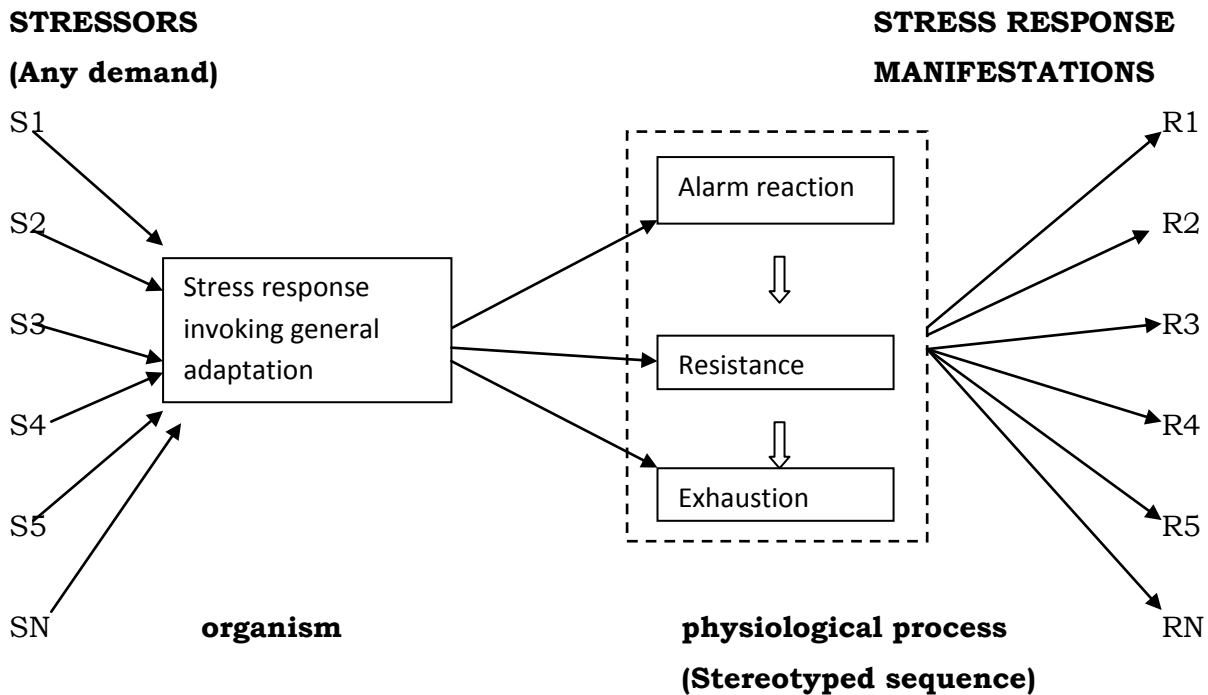 STRESSORS
(Any demand)
STRESS RESPONSE
MANIFESTATIONS
S1
S2
S3
S4
S5
SN
Stress response
invoking general
adaptation
organism
Alarm reaction
Resistance
Exhaustion
physiological process
(Stereotyped sequence)
R1
R2
R3
R4
R5
RN